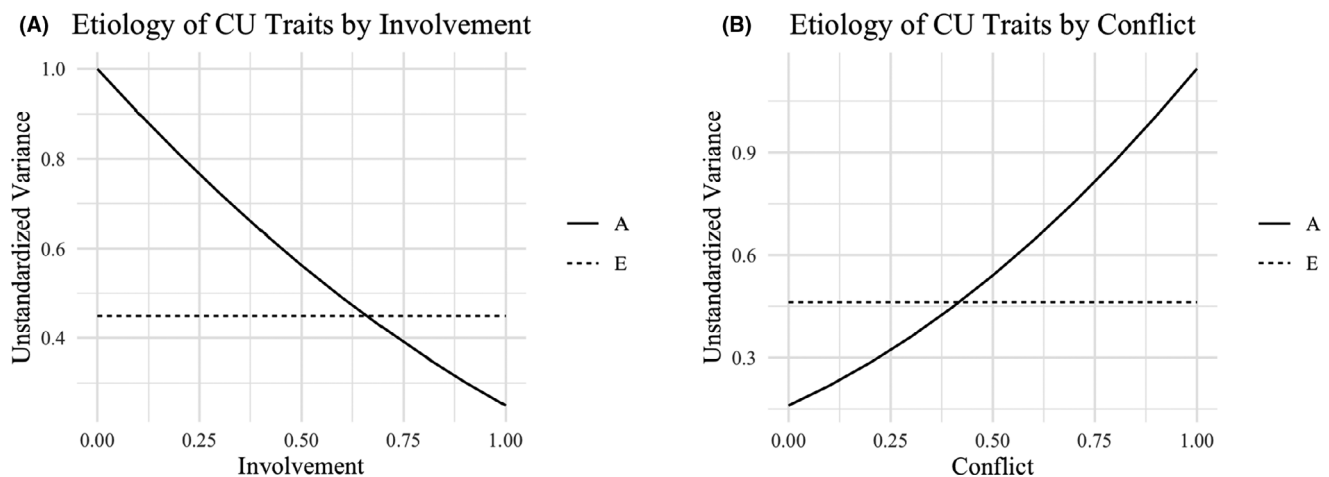 (A) Etiology of CU Traits by Involvement
Unstandardized Variance
1.0
0.8
0.6
0.4
0.00 0.25 0.50 0.75 1.00
Involvement
A
E
(B) Etiology of CU Traits by Conflict
Unstandardized Variance
0.9
0.6
0.3
0.00 0.25 0.50 0.75 1.00
Conflict
A
E